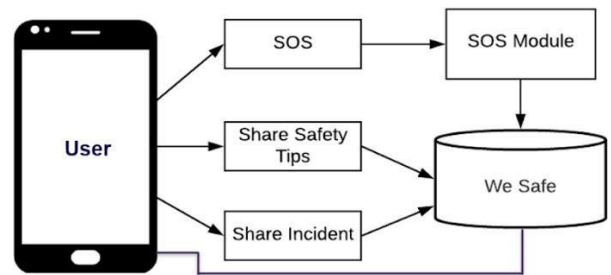 SOS
SOS Module
User
Share Safety
Tips
We Safe
Share Incident